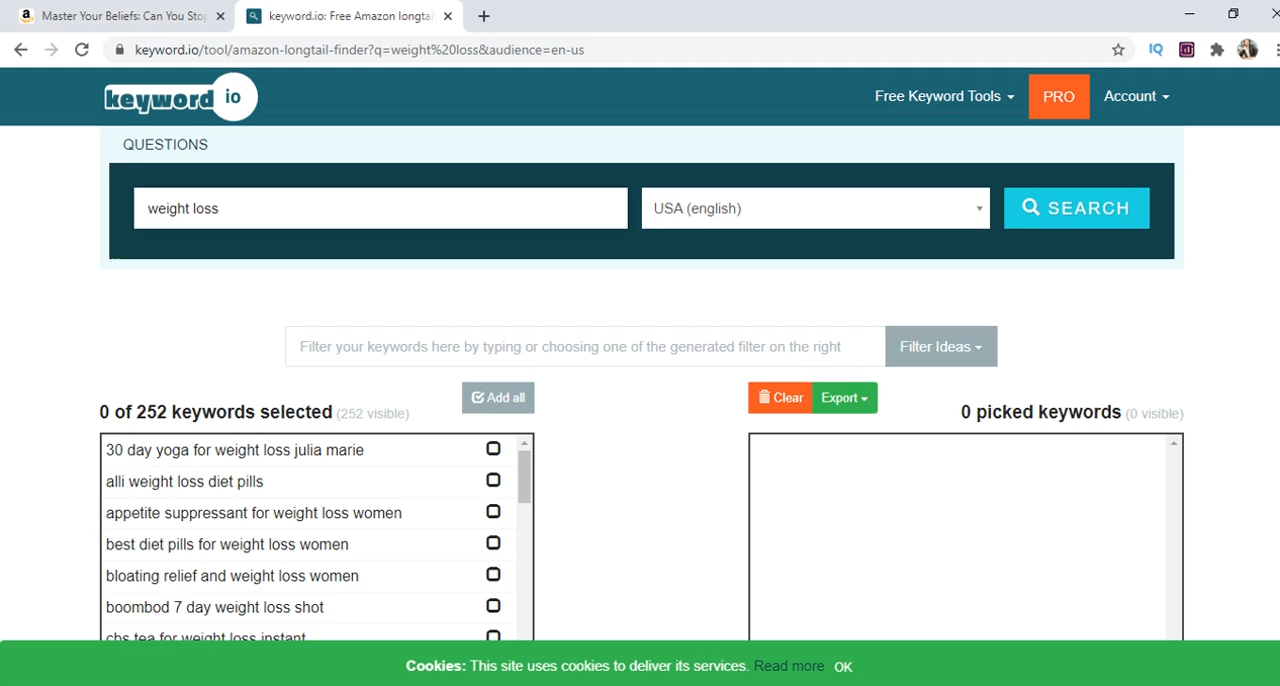 Master Your Beliefs: Can You Stop
keyword.io: Free Amazon longtai
keyword.io/tool/amazon-longtail-finder?q=weight%20loss&audience=en-us
IQ
keyword io
Free Keyword Tools
PRO
Account
QUESTIONS
weight loss
USA (english)
SEARCH
Filter your keywords here by typing or choosing one of the generated filter on the right
Filter Ideas
0 of 252 keywords selected (252 visible)
Add all
Clear
Export
0 picked keywords (0 visible)
30 day yoga for weight loss julia marie
alli weight loss diet pills
appetite suppressant for weight loss women
best diet pills for weight loss women
bloating relief and weight loss women
boombod 7 day weight loss shot
cbs tea for weight loss instant
Cookies: This site uses cookies to deliver its services. Read more OK